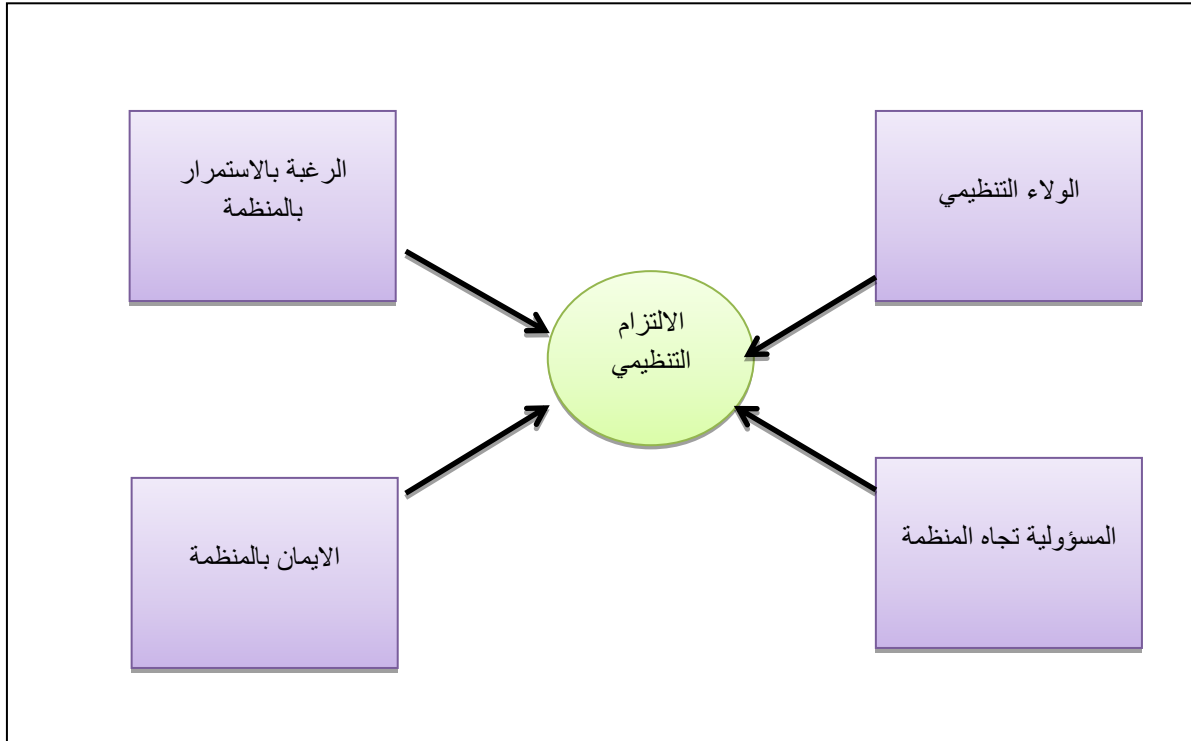 الولاء التنظيمي
الرغبة بالاستمرار
بالمنظمة
الالتزام
التنظيمي
المسؤولية تجاه المنظمة
الايمان بالمنظمة